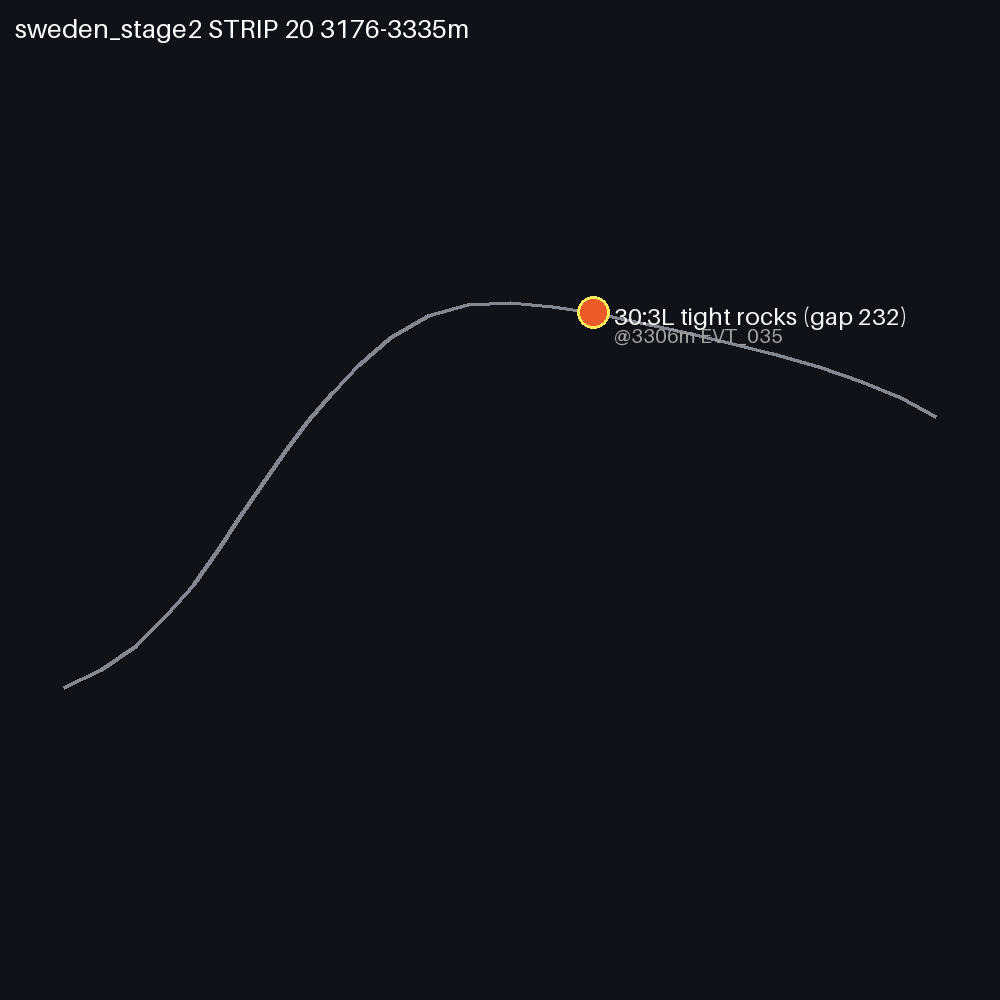 sweden_stage2 STRIP 20 3176-3335m
30:3L tight rocks (gap 232)
@3306m EVT_035